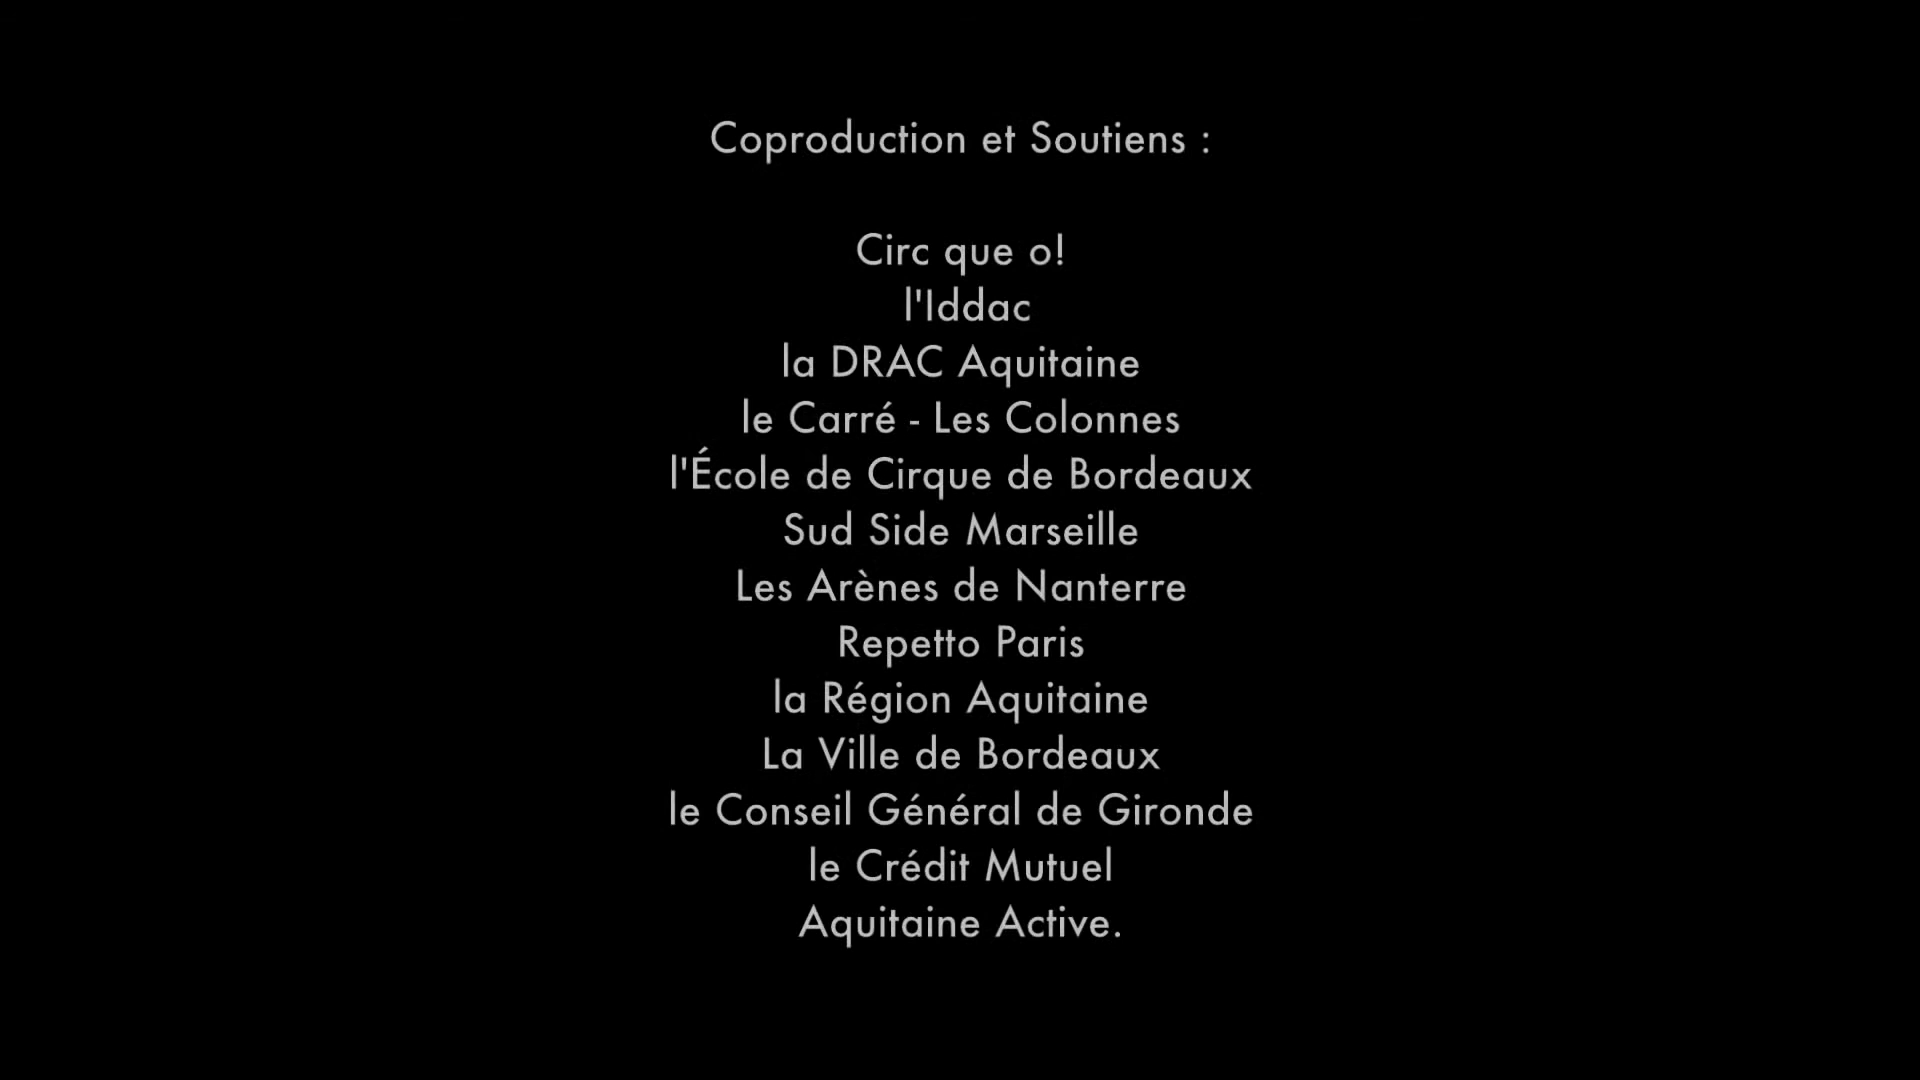 Coproduction et Soutiens :
Circ que o!
l'Iddac
la DRAC Aquitaine
le Carré - Les Colonnes
l'École de Cirque de Bordeaux
Sud Side Marseille
Les Arènes de Nanterre
Repetto Paris
la Région Aquitaine
La Ville de Bordeaux
le Conseil Général de Gironde
le Crédit Mutuel
Aquitaine Active.